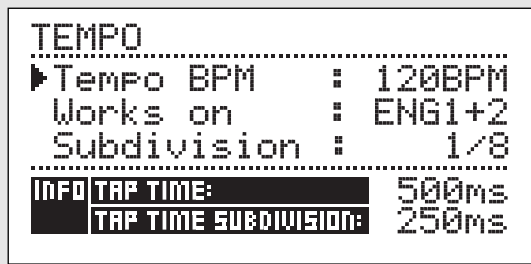 TEMPO
Tempo BPM : 120BPM
Works on : ENG1+2
Subdivision : 1/8
INFO TAP TIME: 500ms
TAP TIME SUBDIVISION: 250ms